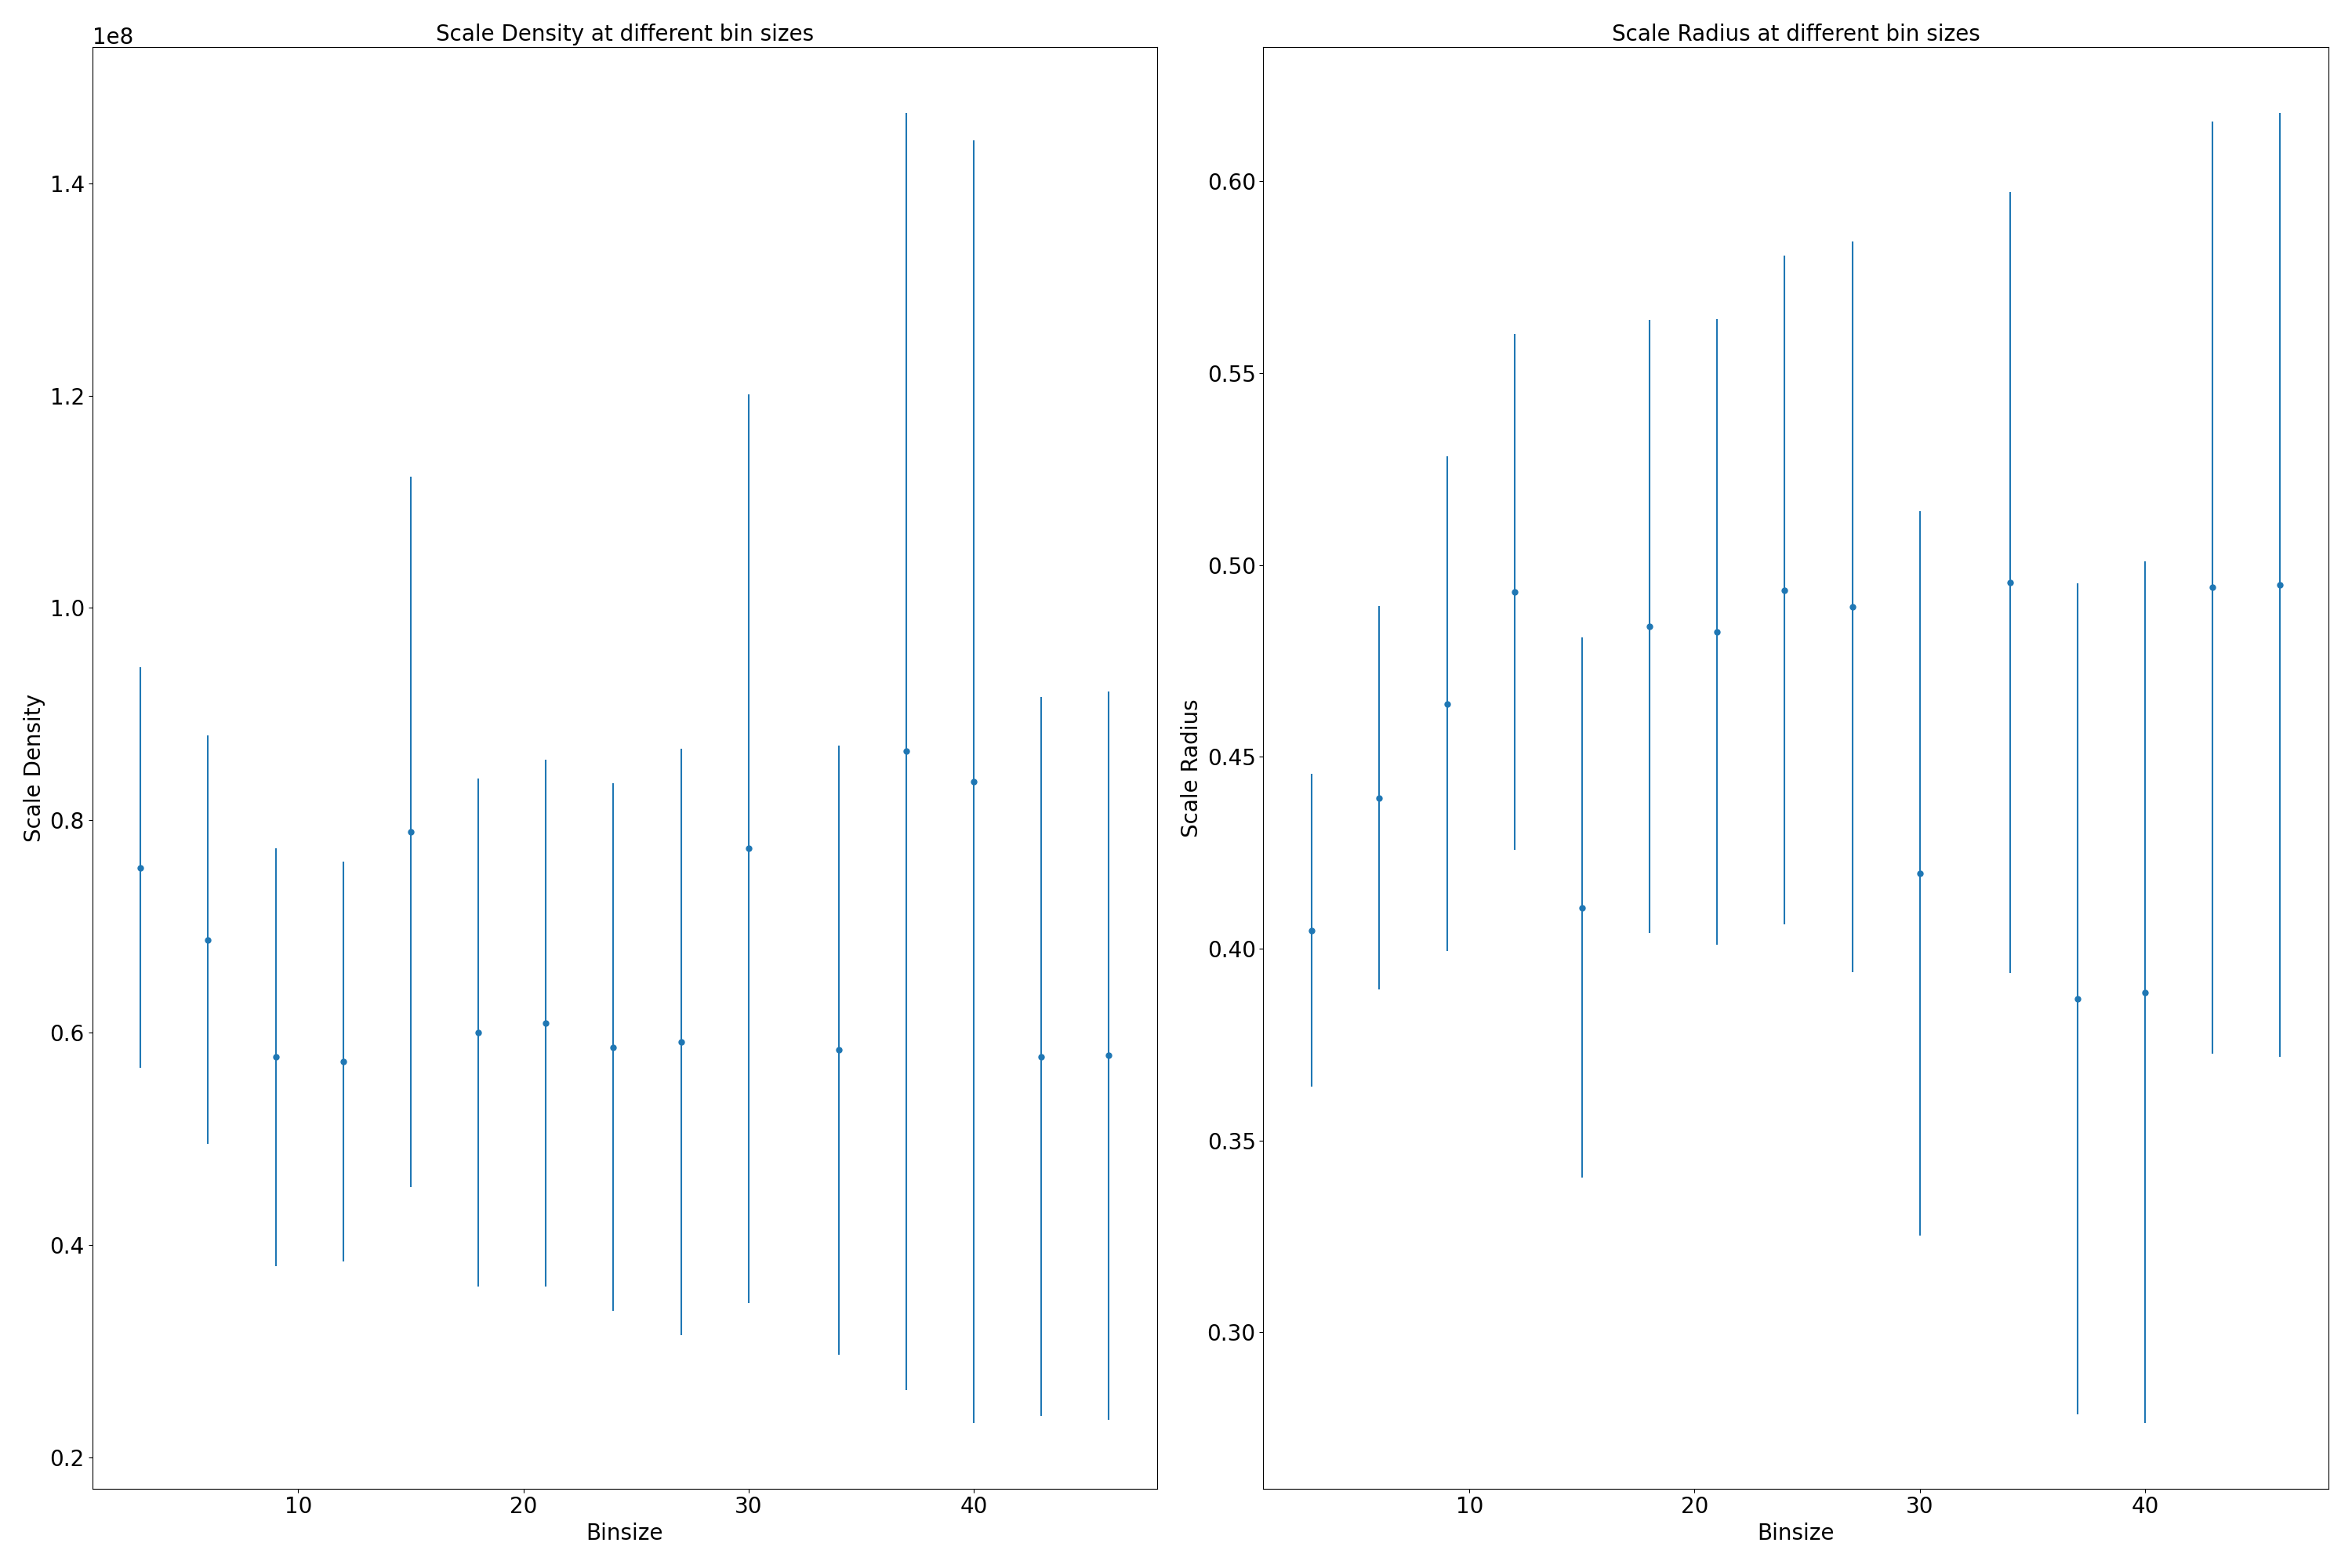 Scale Density at different bin sizes
1e8
1.4
1.2
1.0
0.8
0.6
0.4
0.2
Scale Density
10 20 30 40
Binsize
Scale Radius at different bin sizes
0.60
0.55
0.50
0.45
0.40
0.35
0.30
Scale Radius
10 20 30 40
Binsize